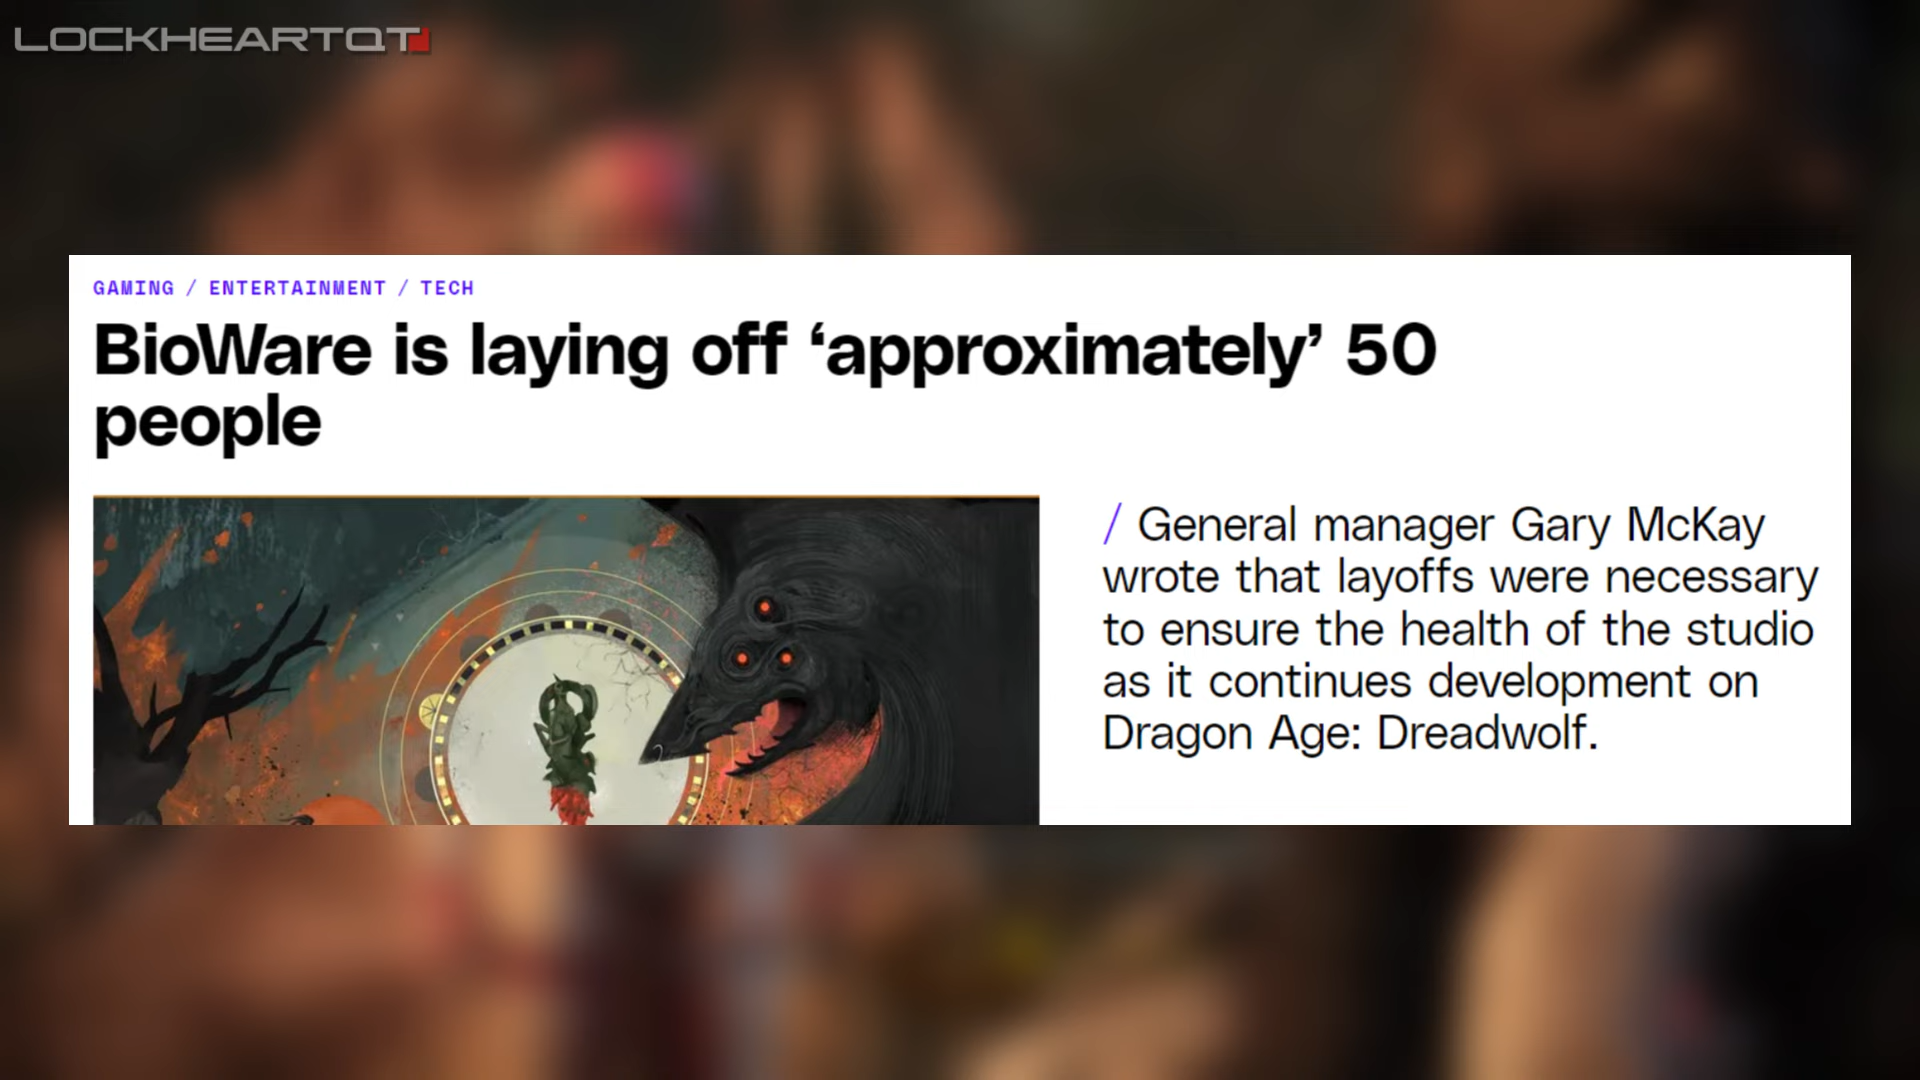 LOCKHEARTQT
GAMING / ENTERTAINMENT / TECH
BioWare is laying off ‘approximately’ 50
people
/ General manager Gary McKay
wrote that layoffs were necessary
to ensure the health of the studio
as it continues development on
Dragon Age: Dreadwolf.